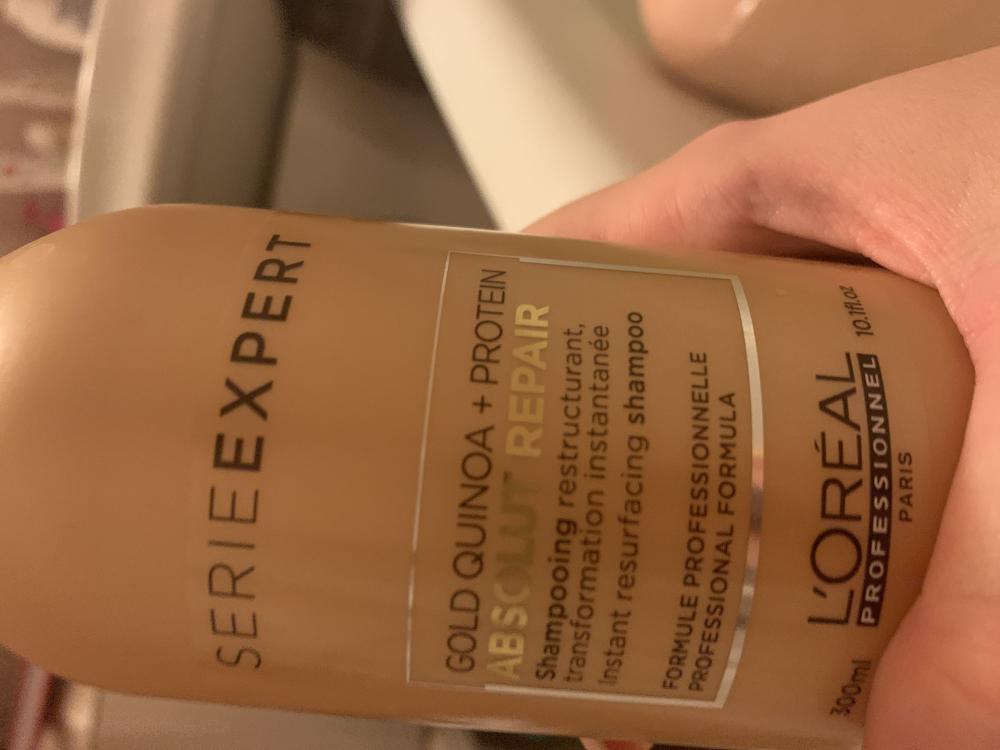 SERIE EXPERT
GOLD QUINOA + PROTEIN
ABSOLUT REPAIR
Shampooing restructurant,
transformation instantanée
Instant resurfacing shampoo
FORMULE PROFESSIONNELLE
PROFESSIONAL FORMULA
L'ORÉAL
PROFESSIONNEL
PARIS
300ml 10.1fl.oz